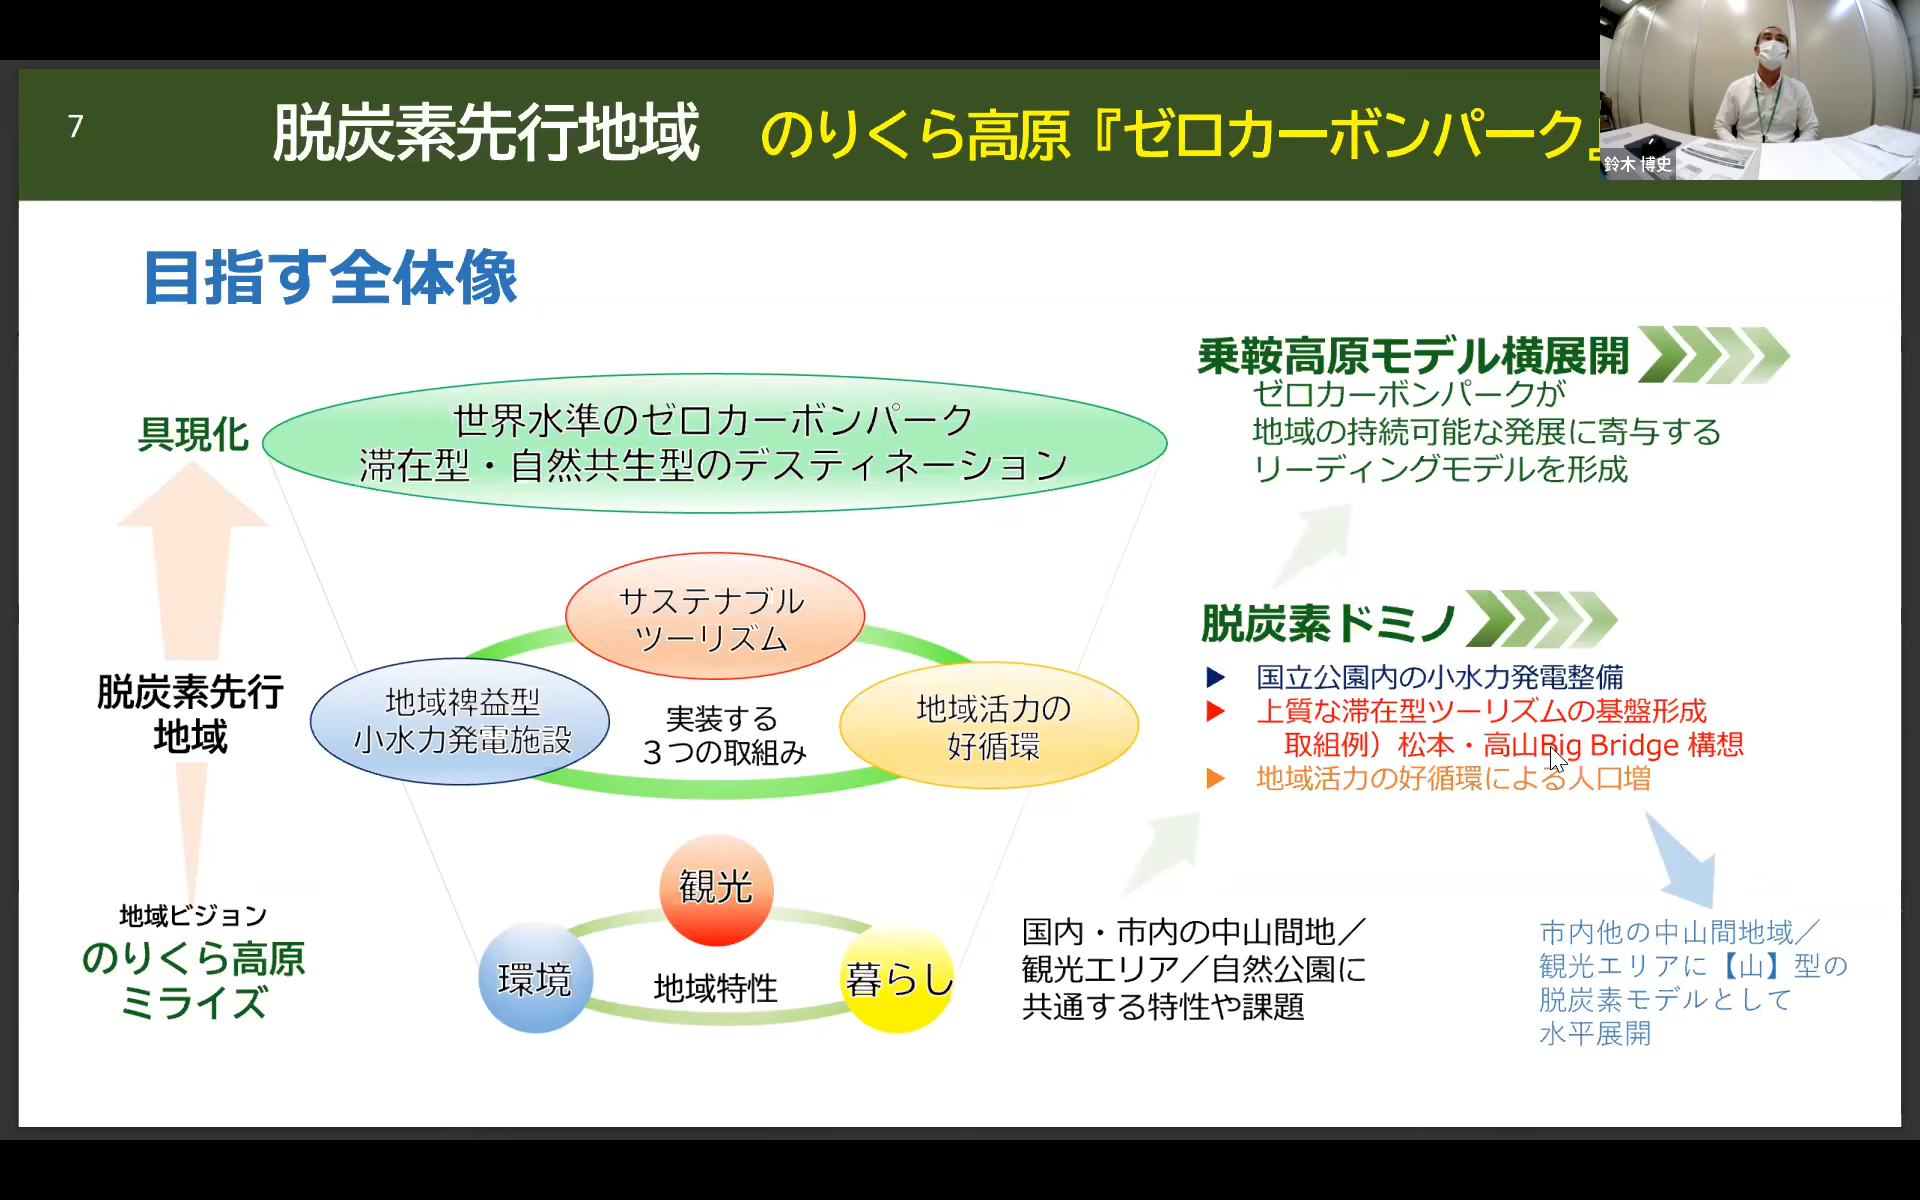 7
脱炭素先行地域　のりくら高原『ゼロカーボンパーク』
鈴木 博史
目指す全体像
具現化
世界水準のゼロカーボンパーク
滞在型・自然共生型のデスティネーション
脱炭素先行
地域
サステナブル
ツーリズム
地域裨益型
小水力発電施設
実装する
３つの取組み
地域活力の
好循環
地域ビジョン
のりくら高原
ミライズ
観光
環境
地域特性
暮らし
乗鞍高原モデル横展開
ゼロカーボンパークが
地域の持続可能な発展に寄与する
リーディングモデルを形成
脱炭素ドミノ
▶ 国立公園内の小水力発電整備
▶ 上質な滞在型ツーリズムの基盤形成
取組例）松本・高山Big Bridge 構想
▶ 地域活力の好循環による人口増
国内・市内の中山間地／
観光エリア／自然公園に
共通する特性や課題
市内他の中山間地域／
観光エリアに【山】型の
脱炭素モデルとして
水平展開